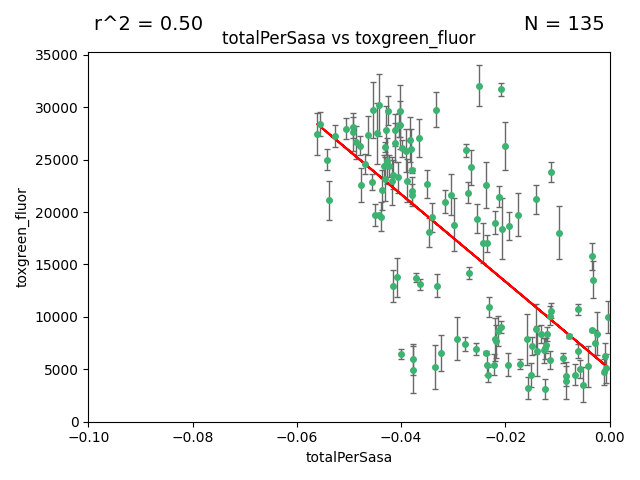 r^2 = 0.50
N = 135
totalPerSasa vs toxgreen_fluor
35000
30000
25000
20000
15000
10000
5000
0
toxgreen_fluor
−0.10
−0.08
−0.06
−0.04
−0.02
0.00
totalPerSasa